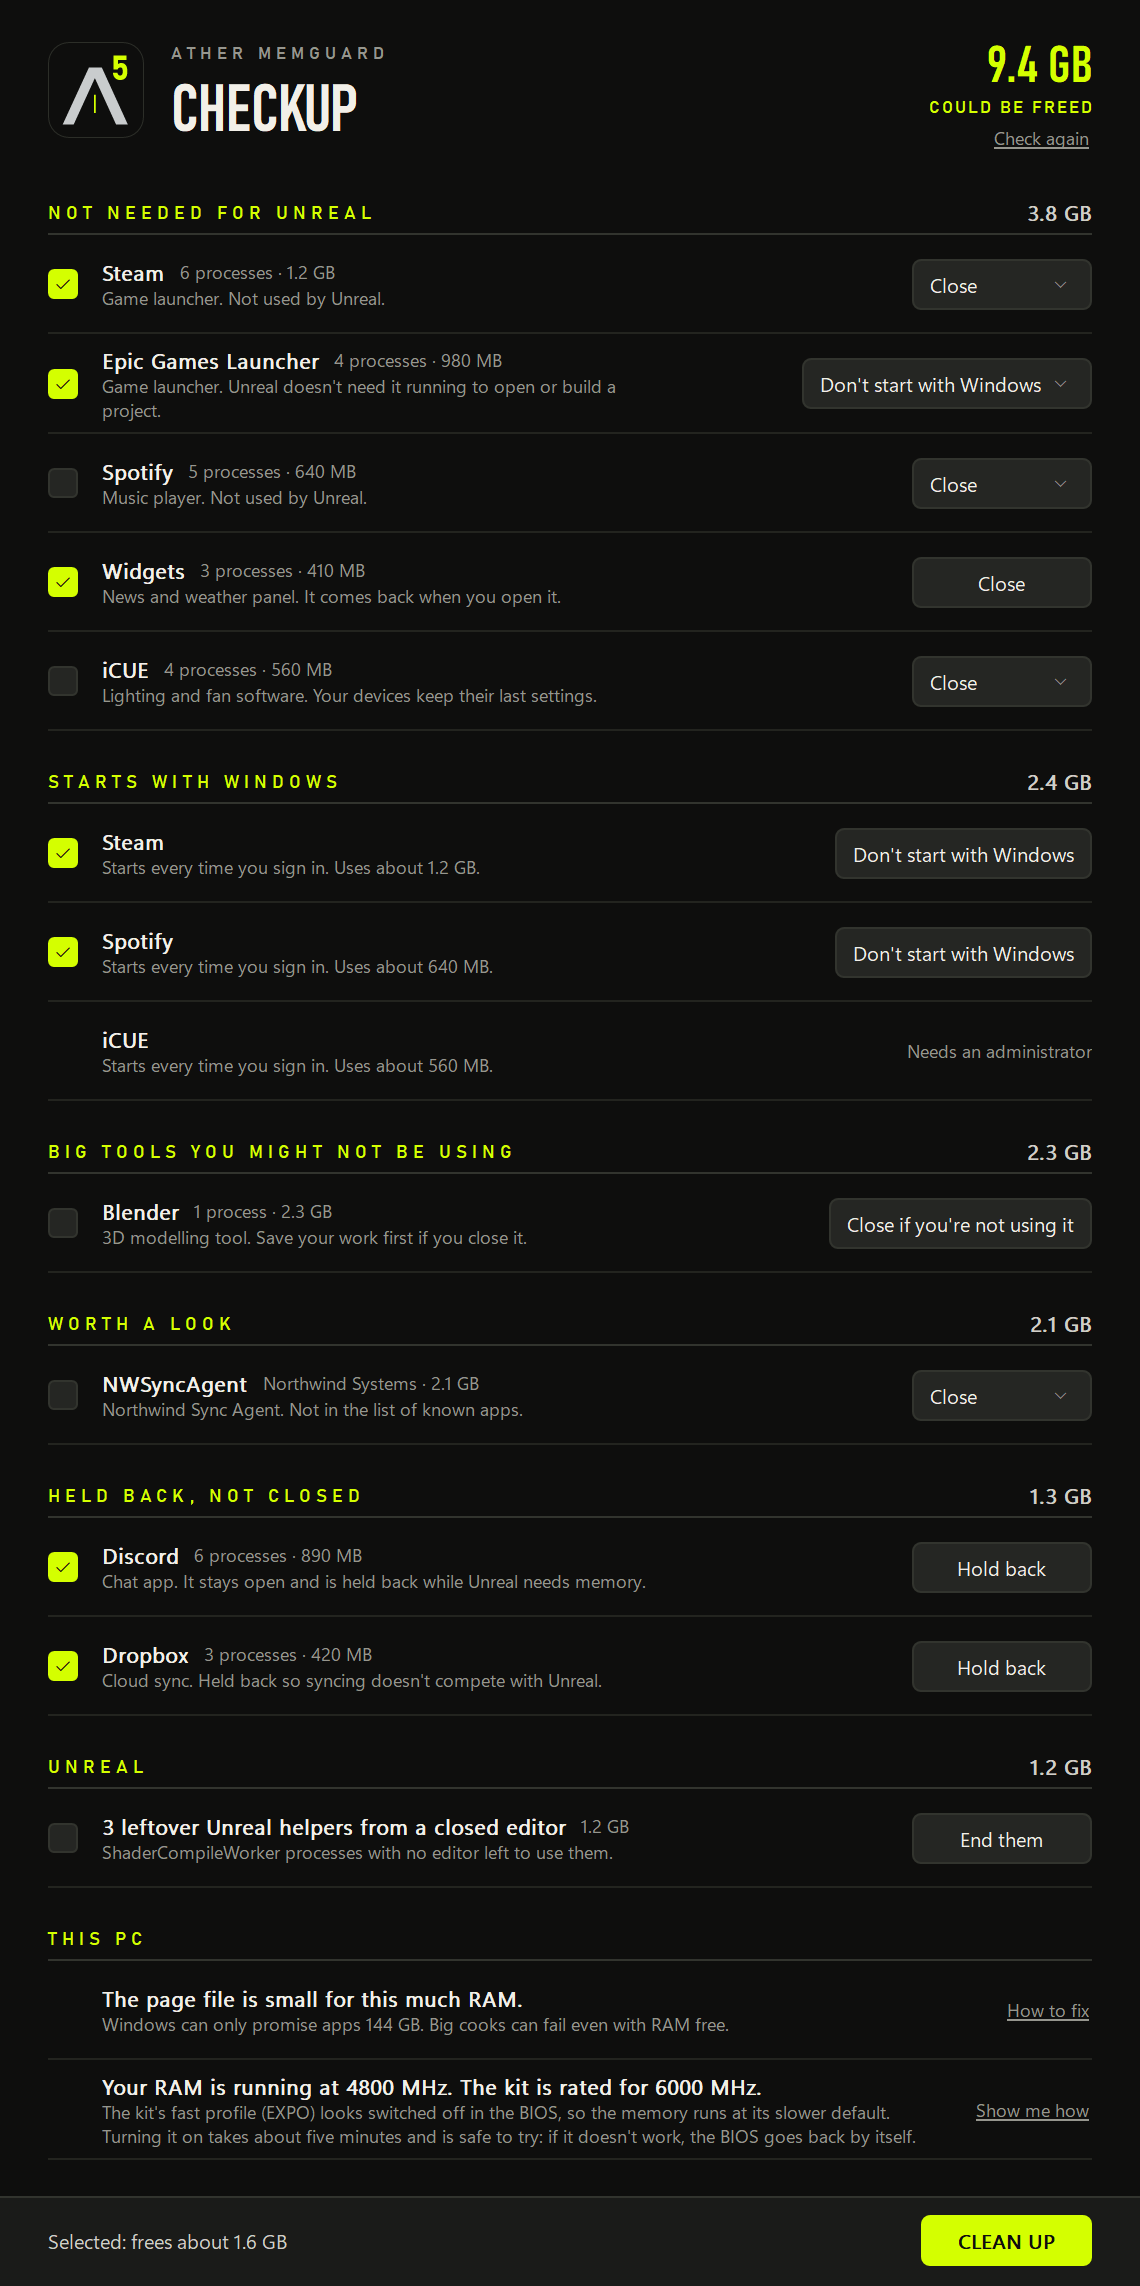 5
ATHER MEMGUARD
CHECKUP
9.4 GB
COULD BE FREED
Check again
NOT NEEDED FOR UNREAL 3.8 GB
Steam 6 processes · 1.2 GB
Game launcher. Not used by Unreal.
Close
Epic Games Launcher 4 processes · 980 MB
Game launcher. Unreal doesn't need it running to open or build a
project.
Don't start with Windows
Spotify 5 processes · 640 MB
Music player. Not used by Unreal.
Close
Widgets 3 processes · 410 MB
News and weather panel. It comes back when you open it.
Close
iCUE 4 processes · 560 MB
Lighting and fan software. Your devices keep their last settings.
Close
STARTS WITH WINDOWS 2.4 GB
Steam
Starts every time you sign in. Uses about 1.2 GB.
Don't start with Windows
Spotify
Starts every time you sign in. Uses about 640 MB.
Don't start with Windows
iCUE
Starts every time you sign in. Uses about 560 MB.
Needs an administrator
BIG TOOLS YOU MIGHT NOT BE USING 2.3 GB
Blender 1 process · 2.3 GB
3D modelling tool. Save your work first if you close it.
Close if you're not using it
WORTH A LOOK 2.1 GB
NWSyncAgent Northwind Systems · 2.1 GB
Northwind Sync Agent. Not in the list of known apps.
Close
HELD BACK, NOT CLOSED 1.3 GB
Discord 6 processes · 890 MB
Chat app. It stays open and is held back while Unreal needs memory.
Hold back
Dropbox 3 processes · 420 MB
Cloud sync. Held back so syncing doesn't compete with Unreal.
Hold back
UNREAL 1.2 GB
3 leftover Unreal helpers from a closed editor 1.2 GB
ShaderCompileWorker processes with no editor left to use them.
End them
THIS PC
The page file is small for this much RAM.
Windows can only promise apps 144 GB. Big cooks can fail even with RAM free.
How to fix
Your RAM is running at 4800 MHz. The kit is rated for 6000 MHz.
The kit's fast profile (EXPO) looks switched off in the BIOS, so the memory runs at its slower default.
Turning it on takes about five minutes and is safe to try: if it doesn't work, the BIOS goes back by itself.
Show me how
Selected: frees about 1.6 GB
CLEAN UP